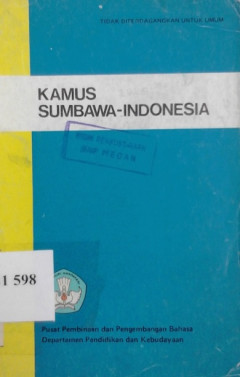 TIDAK DIPERDAGANGKAN UNTUK UMUM
KAMUS
SUMBAWA-INDONESIA
1 598
Pusat Pembinaan dan Pengembangan Bahasa
Departemen Pendidikan dan Kebudayaan